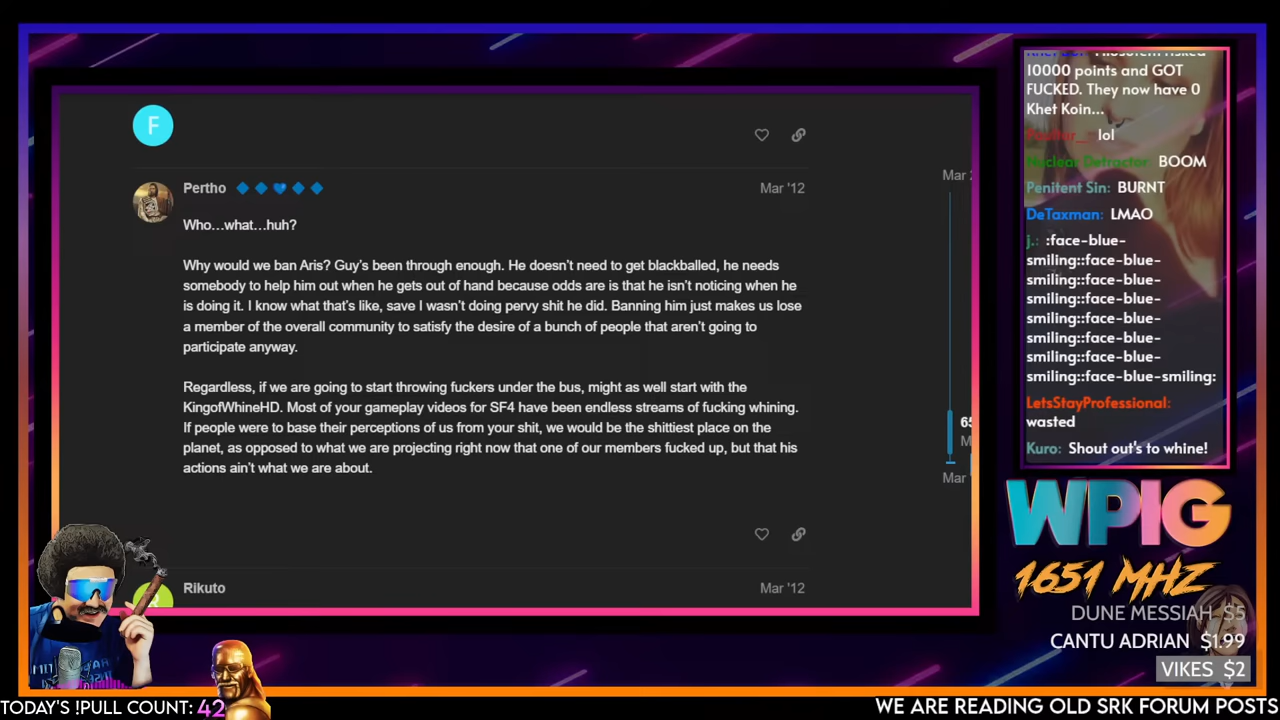 F
Pertho
Mar '12
Who…what…huh?
Why would we ban Aris? Guy's been through enough. He doesn't need to get blackballed, he needs
somebody to help him out when he gets out of hand because odds are is that he isn't noticing when he
is doing it. I know what that's like, save I wasn't doing pervy shit he did. Banning him just makes us lose
a member of the overall community to satisfy the desire of a bunch of people that aren't going to
participate anyway.
Regardless, if we are going to start throwing fuckers under the bus, might as well start with the
KingofWhineHD. Most of your gameplay videos for SF4 have been endless streams of fucking whining.
If people were to base their perceptions of us from your shit, we would be the shittiest place on the
planet, as opposed to what we are projecting right now that one of our members fucked up, but that his
actions ain't what we are about.
Rikuto
Mar '12
Mar
Mar
10000 points and GOT
FUCKED. They now have 0
Khet Koin...
lol
Nuclear Detractor: BOOM
Penitent Sin: BURNT
DeTaxman: LMAO
j.: :face-blue-
smiling::face-blue-
smiling::face-blue-
smiling::face-blue-
smiling::face-blue-
smiling::face-blue-
smiling::face-blue-
smiling::face-blue-smiling:
LetsStayProfessional:
wasted
Kuro: Shout out's to whine!
WPIG
1651 MHZ
DUNE MESSIAH $5
CANTU ADRIAN $1.99
VIKES $2
TODAY'S !PULL COUNT: 42
WE ARE READING OLD SRK FORUM POSTS